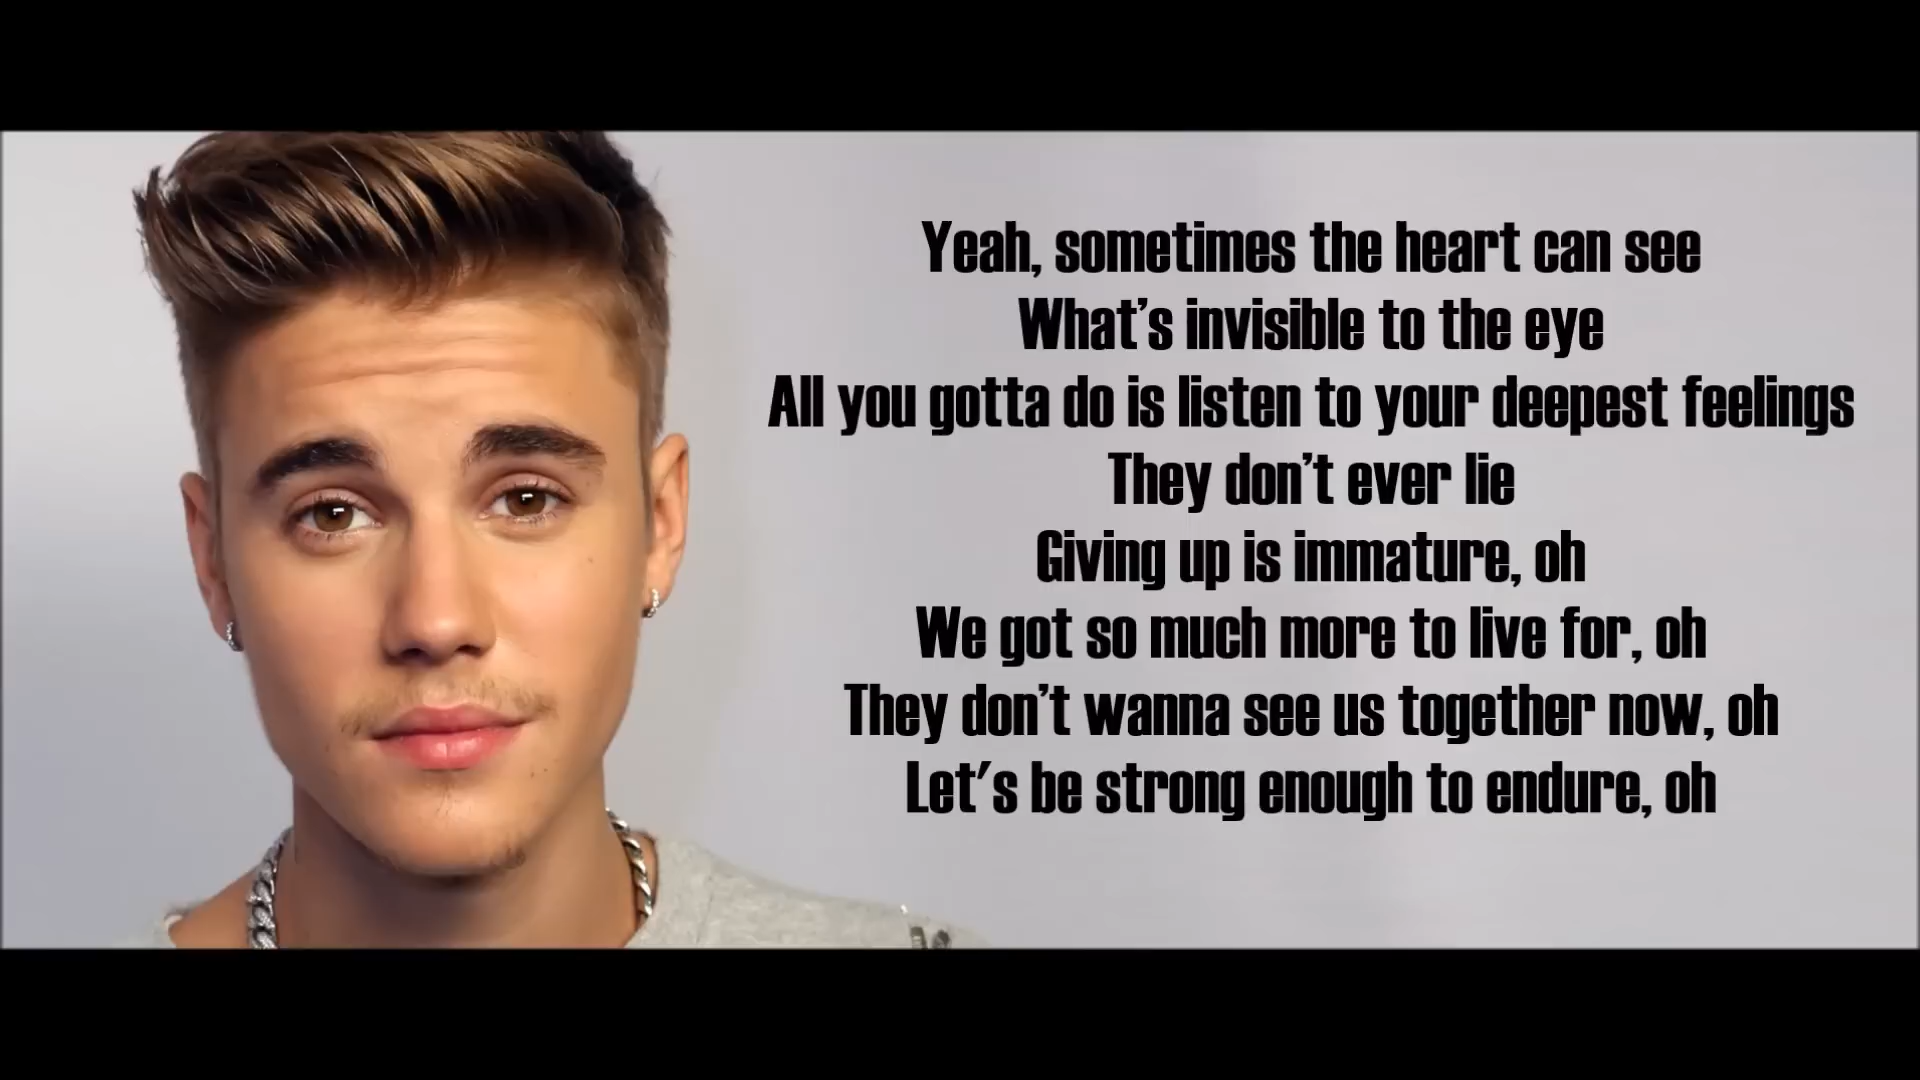 Yeah, sometimes the heart can see
What's invisible to the eye
All you gotta do is listen to your deepest feelings
They don't ever lie
Giving up is immature, oh
We got so much more to live for, oh
They don't wanna see us together now, oh
Let's be strong enough to endure, oh